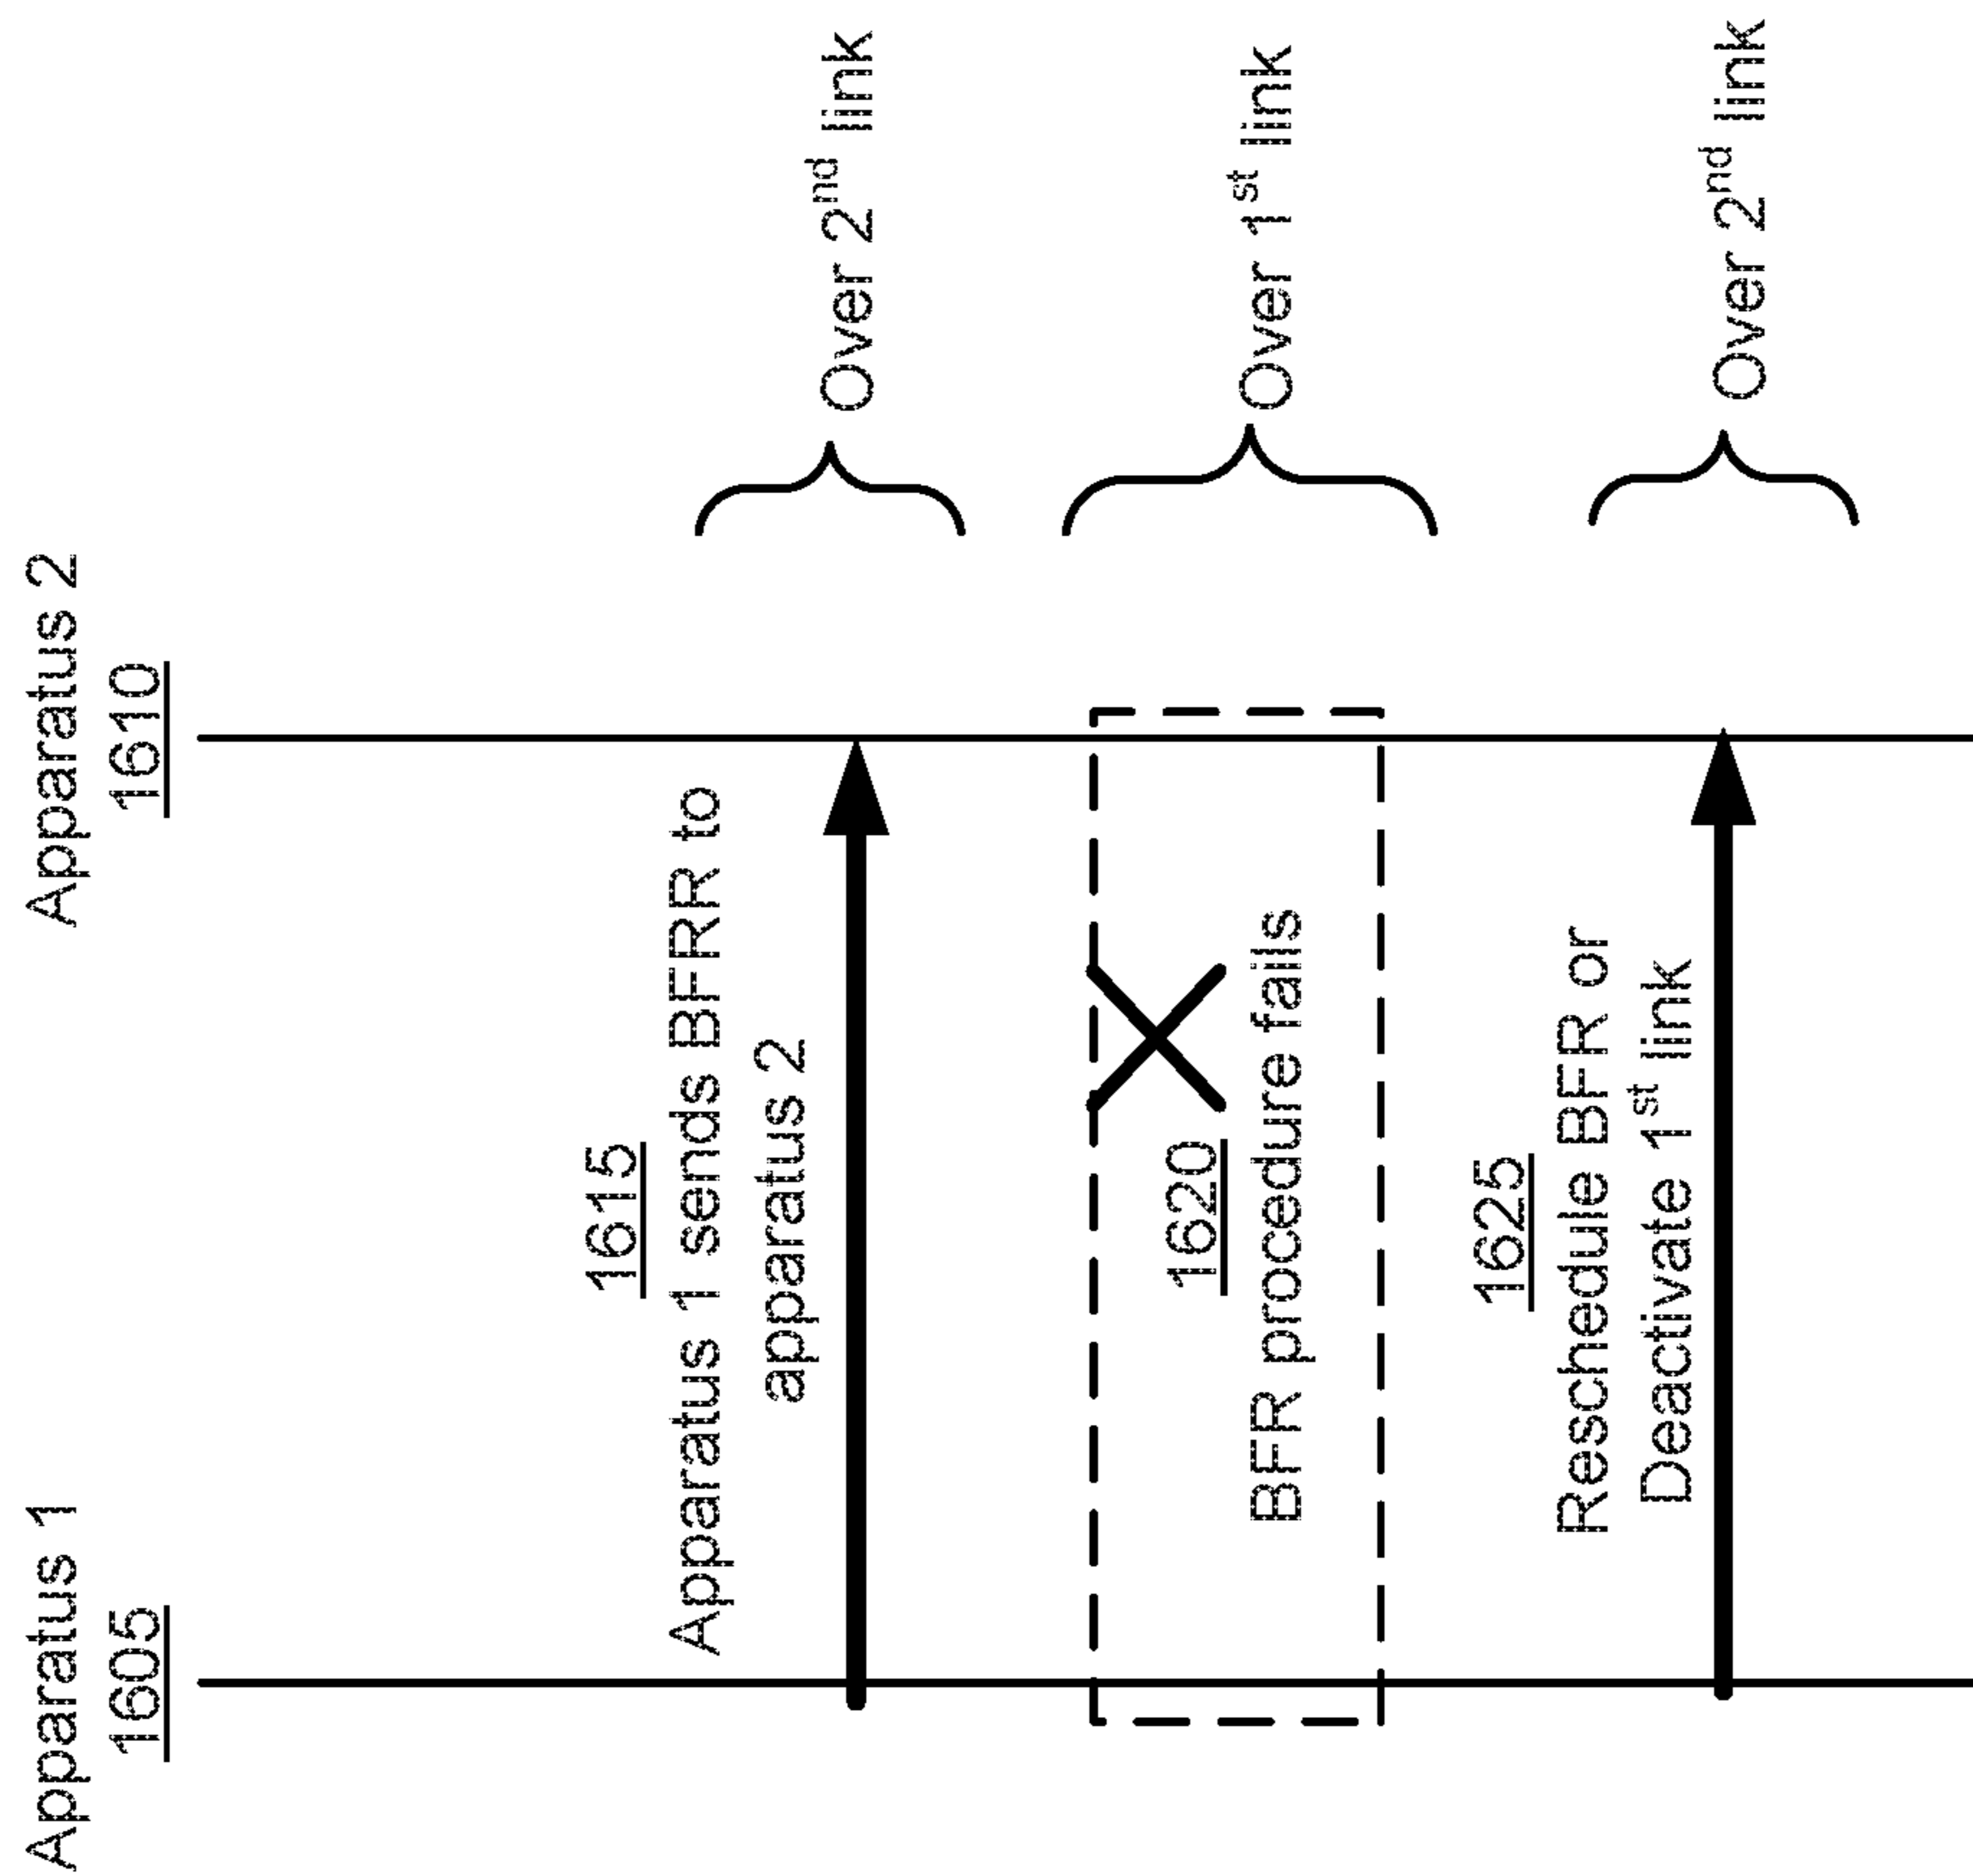 Apparatus 1
1605
Apparatus 2
1610
1615
Apparatus 1 sends BFRR to
apparatus 2
Over 2nd link
1620
BFR procedure fails
Over 1st link
1625
Reschedule BFR or
Deactivate 1st link
Over 2nd link